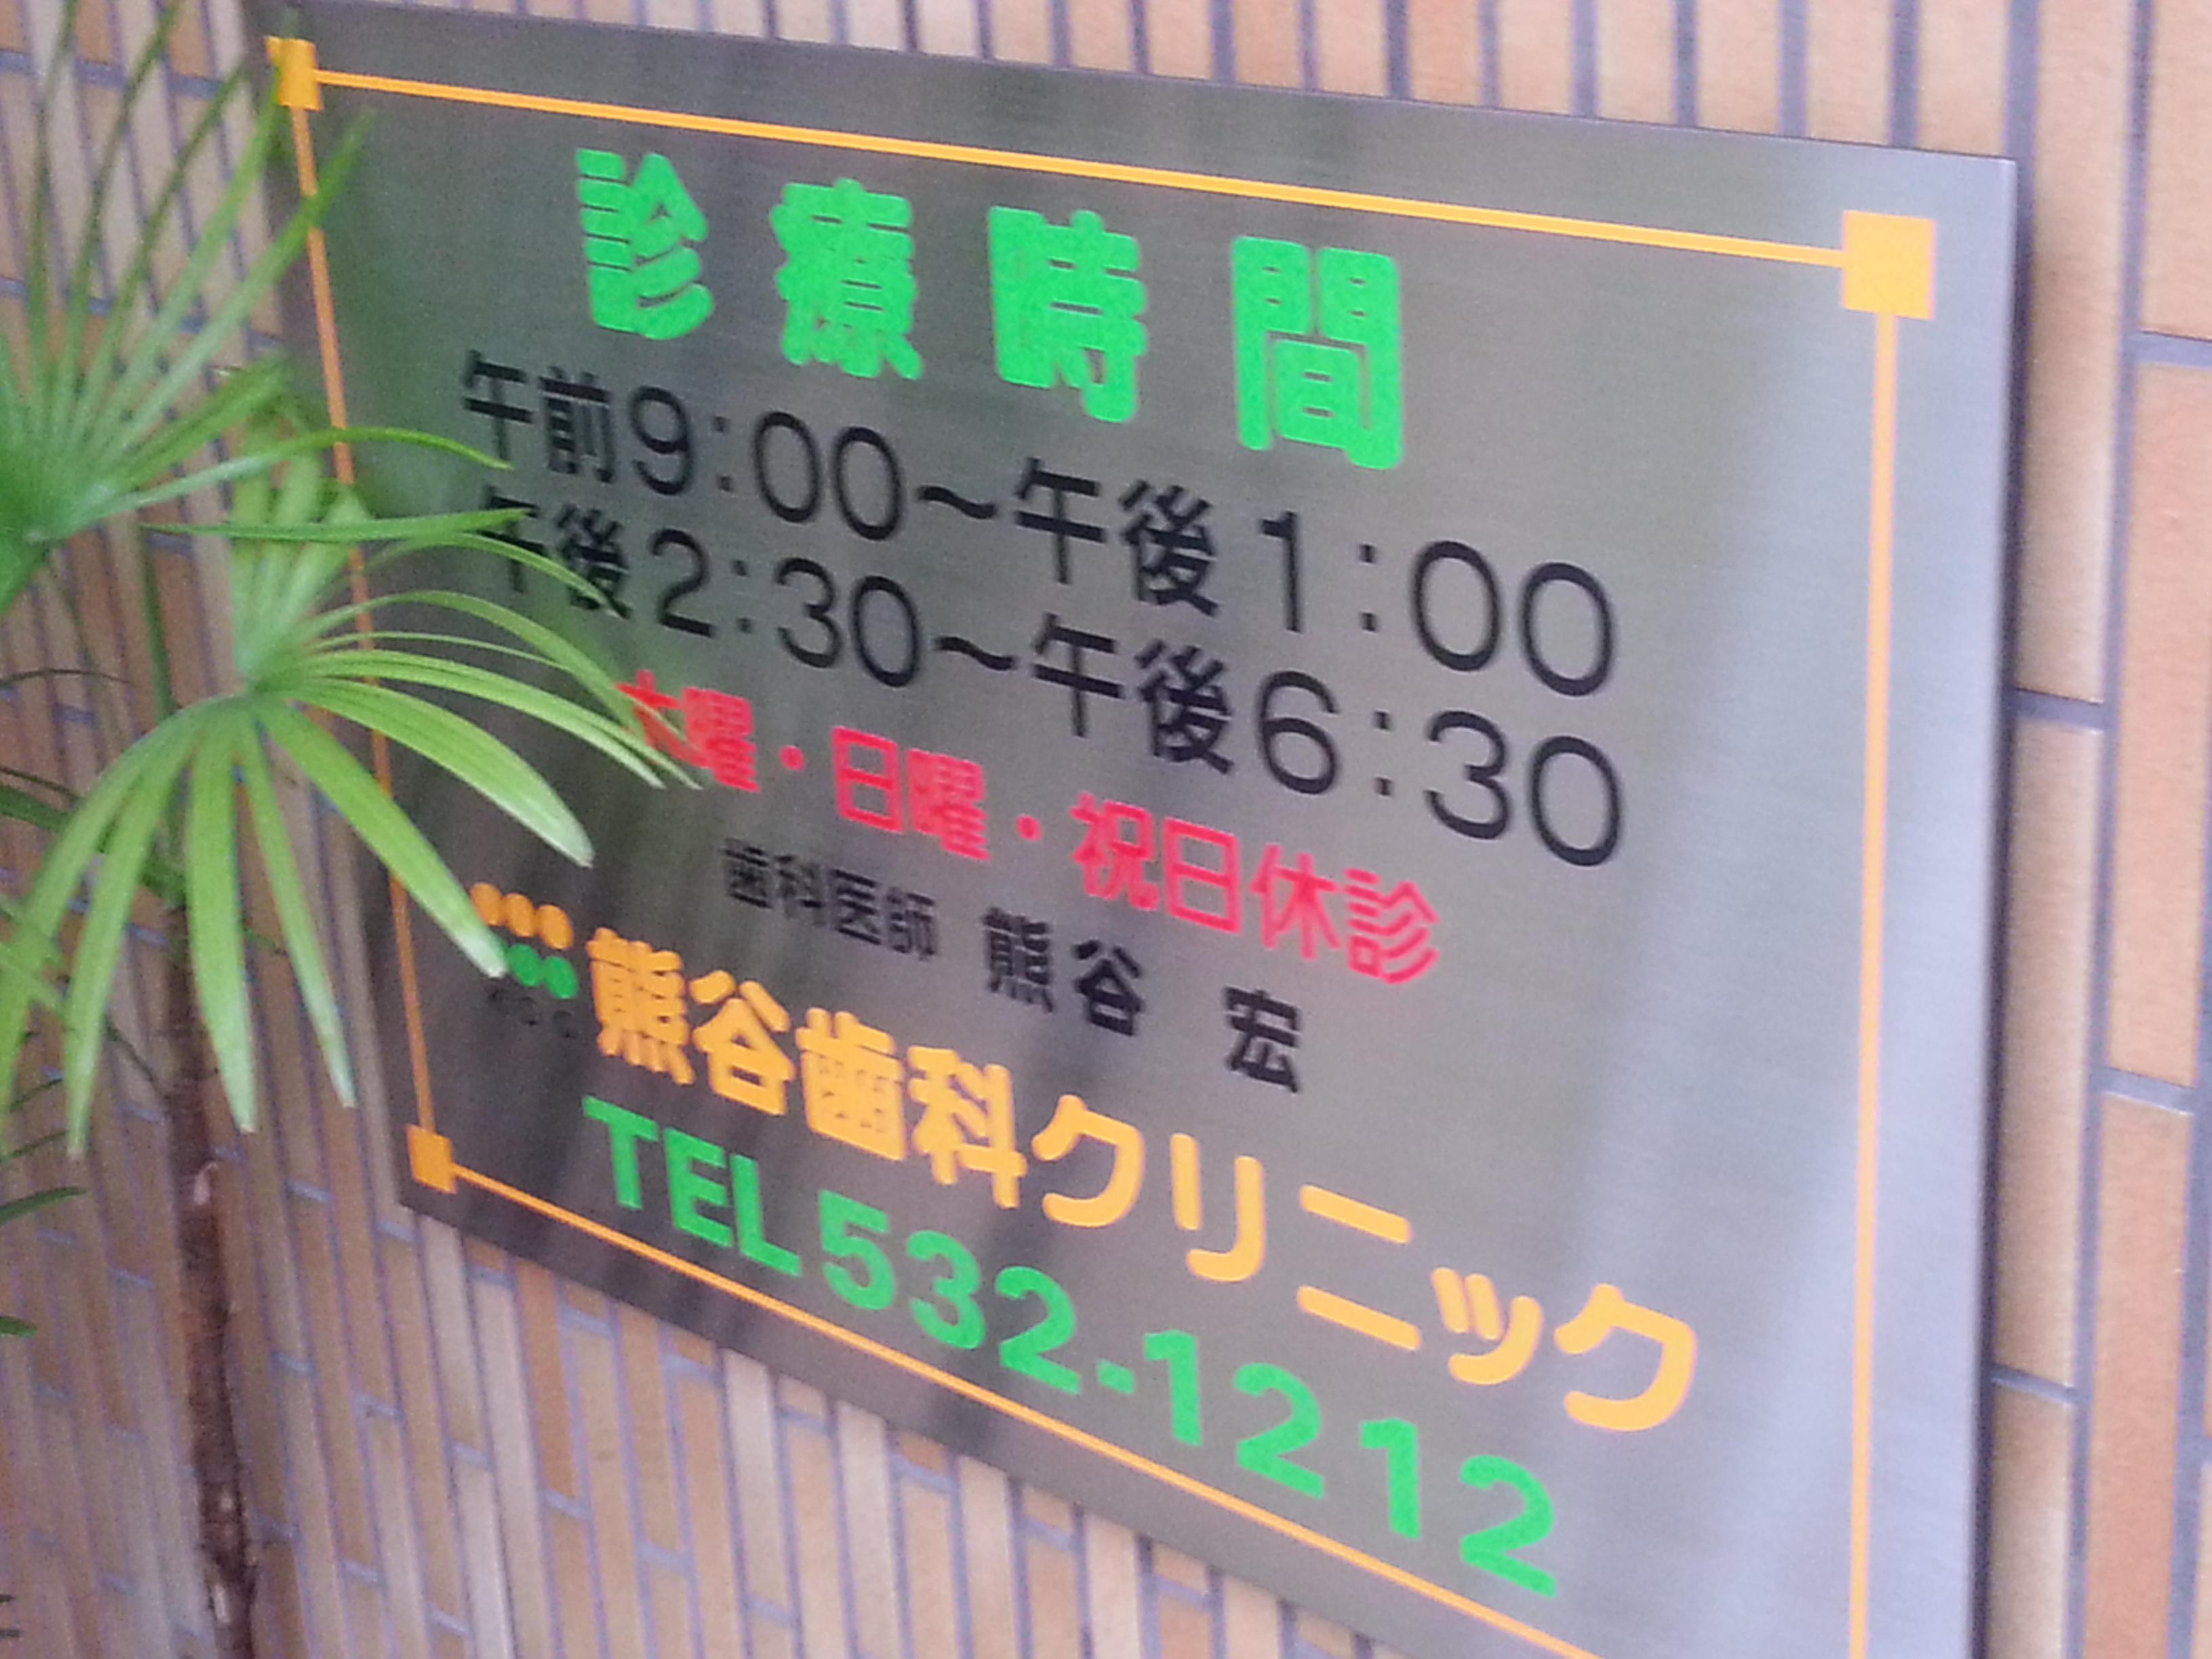 診療時間
午前9:00~午後1:00
午後2:30~午後6:30
木曜・日曜・祝日休診
歯科医師 熊谷 宏
熊谷歯科クリニック
TEL532-1212